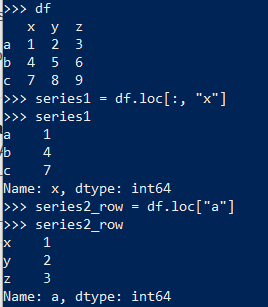 >>> df
   x  y  z
a  1  2  3
b  4  5  6
c  7  8  9
>>> series1 = df.loc[:, "x"]
>>> series1
a    1
b    4
c    7
Name: x, dtype: int64
>>> series2_row = df.loc["a"]
>>> series2_row
x    1
y    2
z    3
Name: a, dtype: int64